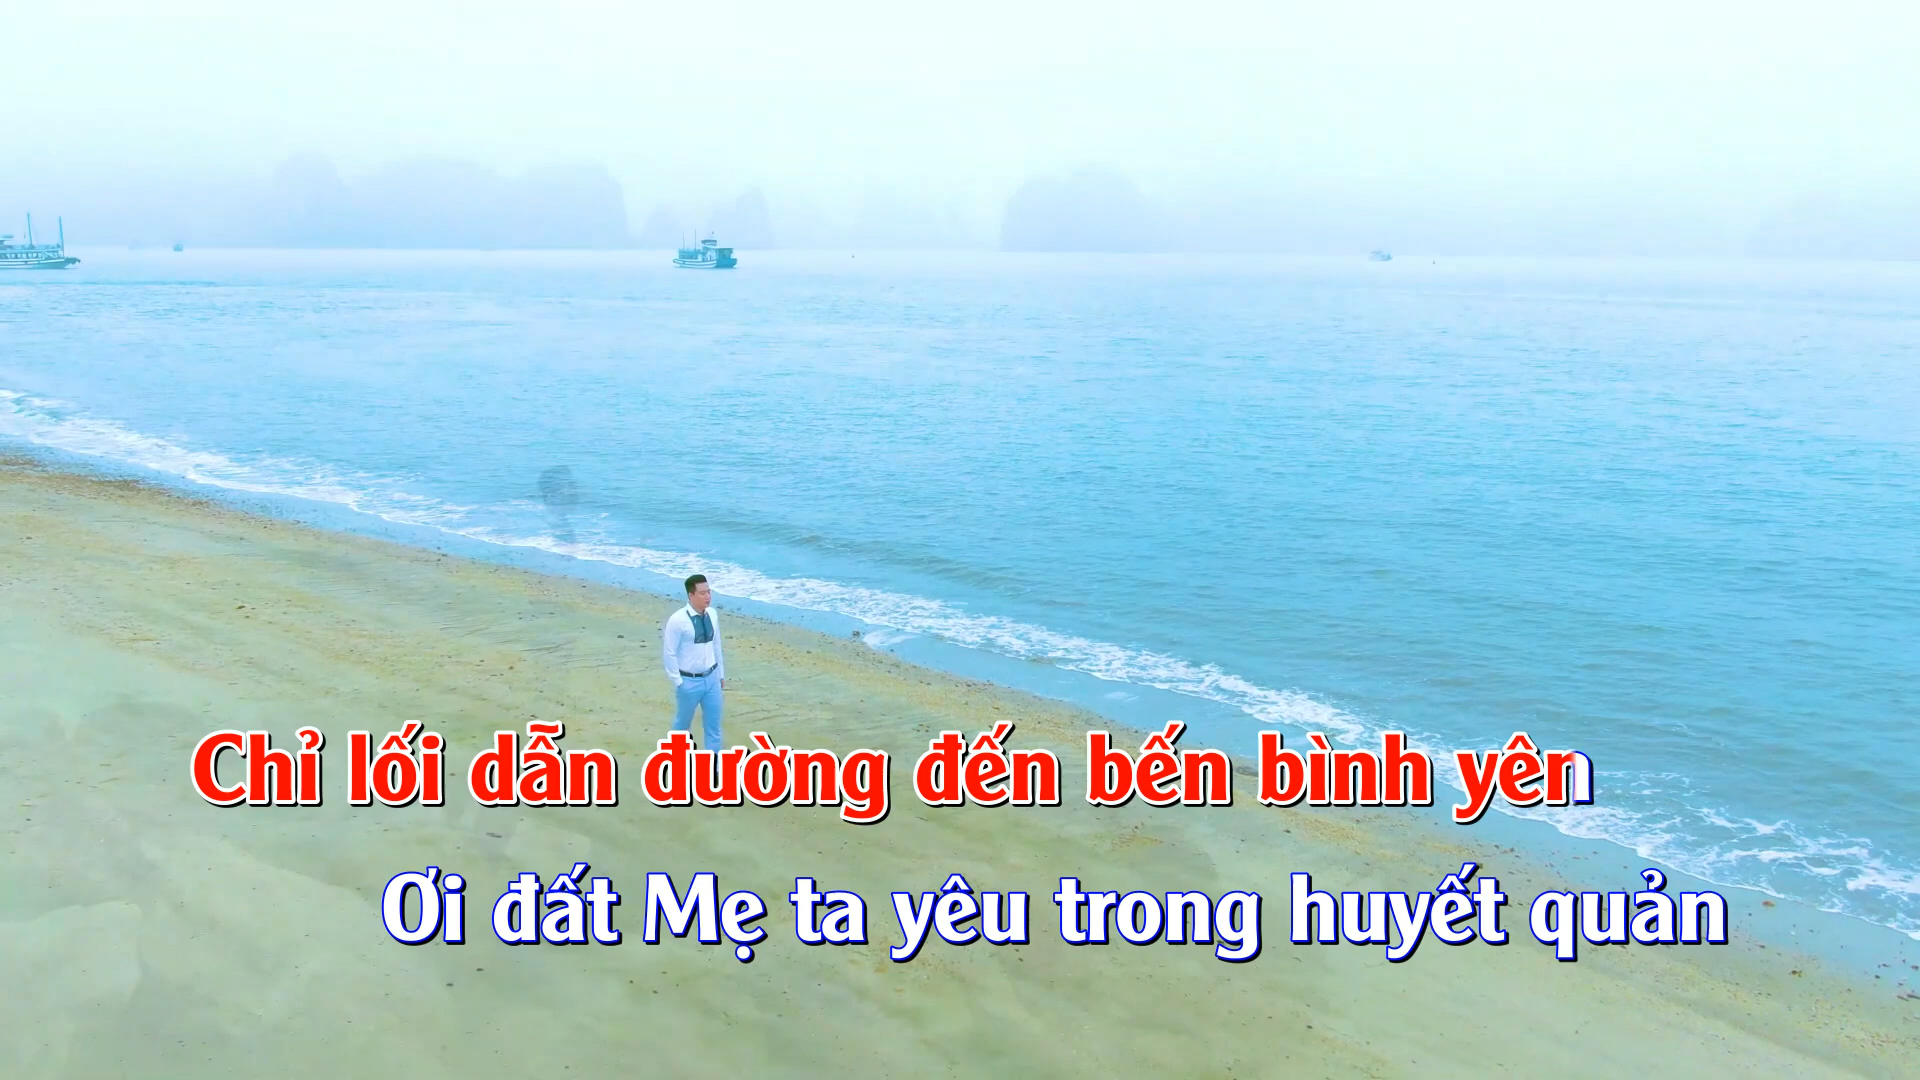 Chỉ lối dẫn đường đến bến bình yên
Ơi đất Mẹ ta yêu trong huyết quản